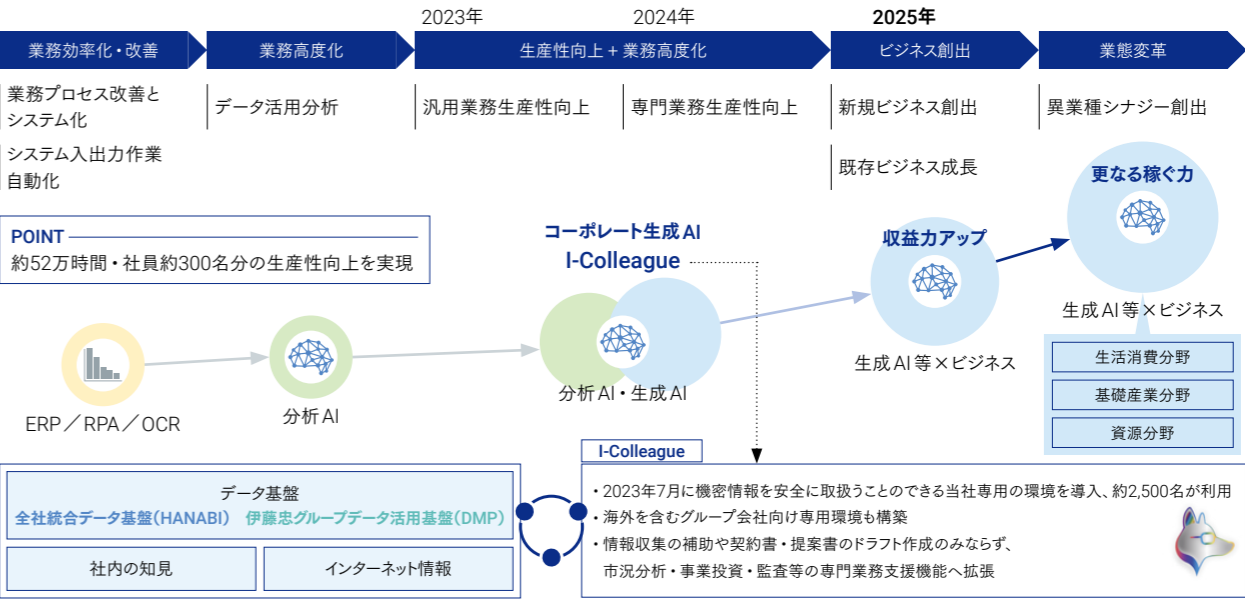 2023年
2024年
2025年
業務効率化・改善
業務高度化
生産性向上+業務高度化
ビジネス創出
業態変革
業務プロセス改善と
システム化
システム入出力作業
自動化
データ活用分析
汎用業務生産性向上
専門業務生産性向上
新規ビジネス創出
既存ビジネス成長
異業種シナジー創出
POINT
約52万時間・社員約300名分の生産性向上を実現
ERP/RPA/OCR
分析AI
コーポレート生成AI
I-Colleague
分析AI・生成AI
収益力アップ
生成AI等×ビジネス
更なる稼ぐ力
生成AI等×ビジネス
生活消費分野
基礎産業分野
資源分野
データ基盤
全社統合データ基盤(HANABI) 伊藤忠グループデータ活用基盤(DMP)
社内の知見
インターネット情報
I-Colleague
・2023年7月に機密情報を安全に取扱うことのできる当社専用の環境を導入、約2,500名が利用
・海外を含むグループ会社向け専用環境も構築
・情報収集の補助や契約書・提案書のドラフト作成のみならず、
市況分析・事業投資・監査等の専門業務支援機能へ拡張